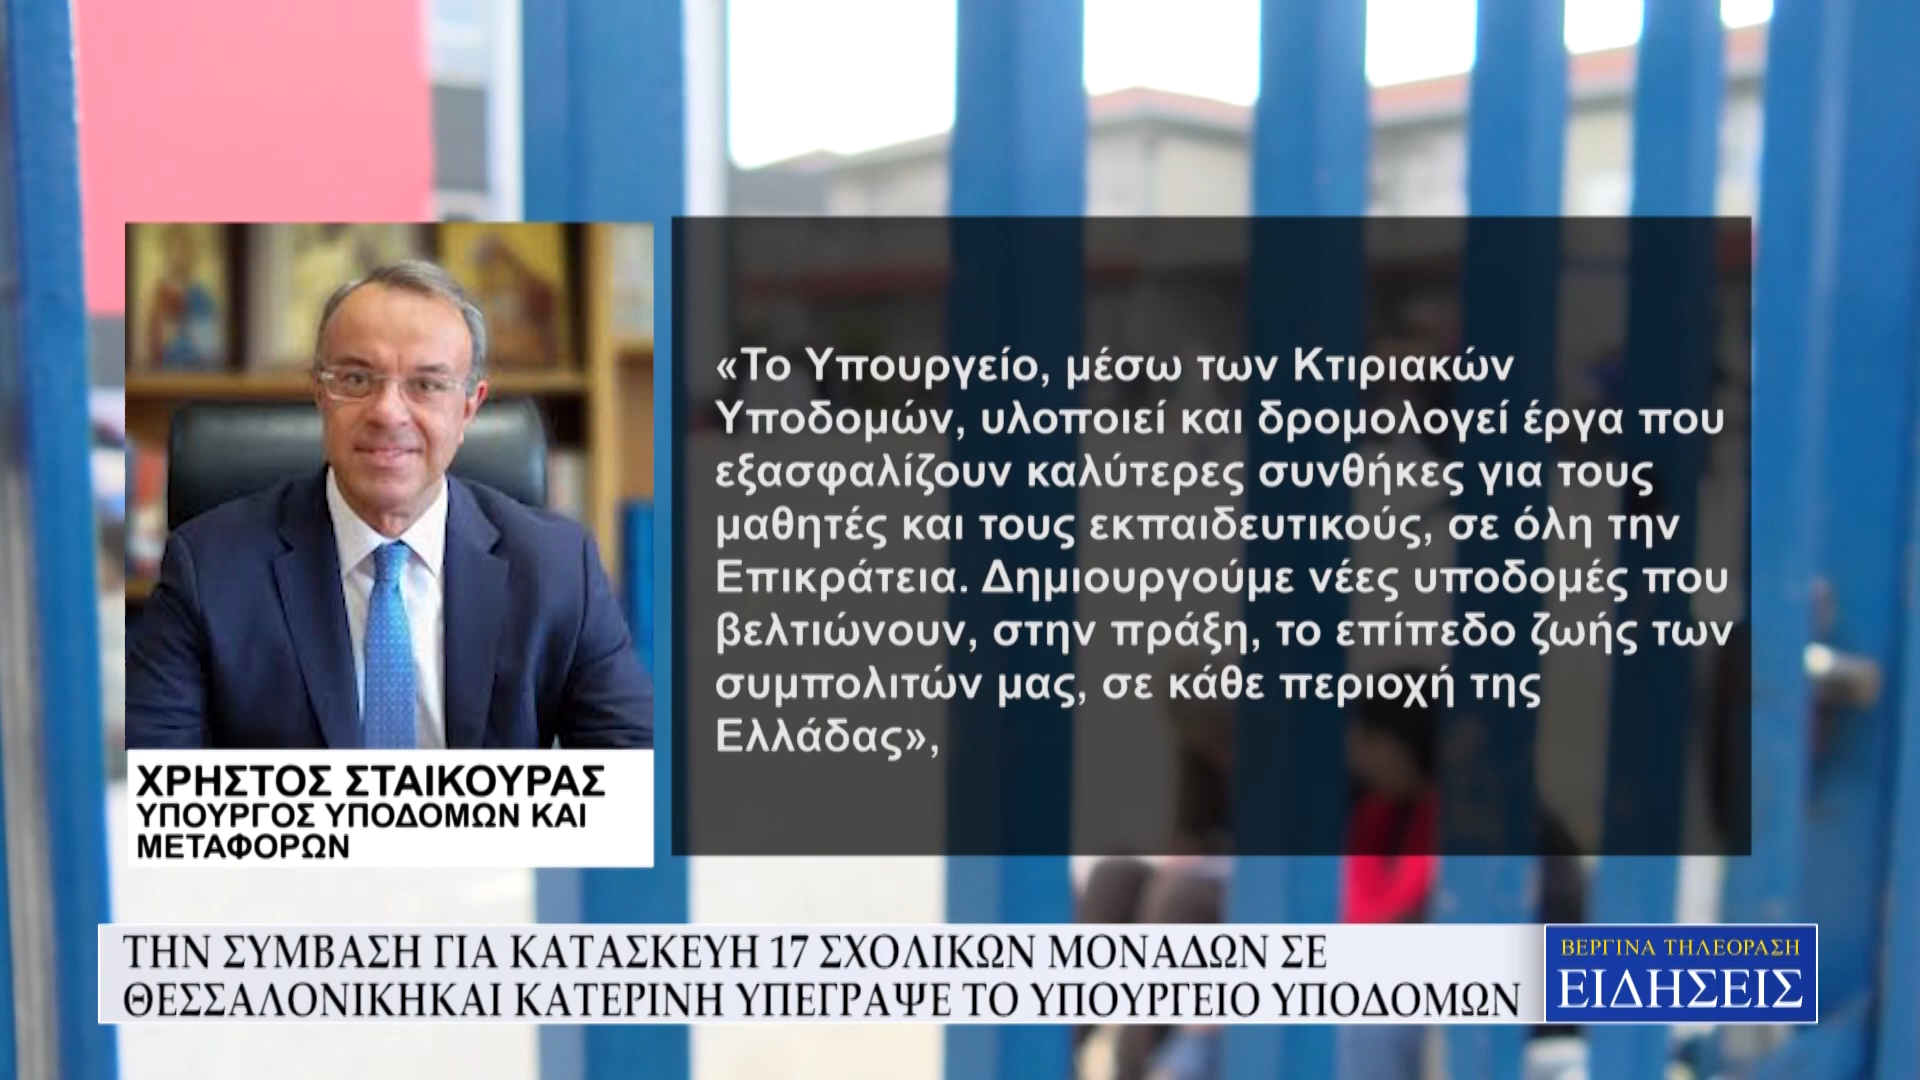 «Το Υπουργείο, μέσω των Κτιριακών
Υποδομών, υλοποιεί και δρομολογεί έργα που
εξασφαλίζουν καλύτερες συνθήκες για τους
μαθητές και τους εκπαιδευτικούς, σε όλη την
Επικράτεια. Δημιουργούμε νέες υποδομές που
βελτιώνουν, στην πράξη, το επίπεδο ζωής των
συμπολιτών μας, σε κάθε περιοχή της
Ελλάδας»,
ΧΡΗΣΤΟΣ ΣΤΑΙΚΟΥΡΑΣ
ΥΠΟΥΡΓΟΣ ΥΠΟΔΟΜΩΝ ΚΑΙ
ΜΕΤΑΦΟΡΩΝ
ΤΗΝ ΣΥΜΒΑΣΗ ΓΙΑ ΚΑΤΑΣΚΕΥΗ 17 ΣΧΟΛΙΚΩΝ ΜΟΝΑΔΩΝ ΣΕ
ΘΕΣΣΑΛΟΝΙΚΗΚΑΙ ΚΑΤΕΡΙΝΗ ΥΠΕΓΡΑΨΕ ΤΟ ΥΠΟΥΡΓΕΙΟ ΥΠΟΔΟΜΩΝ
ΒΕΡΓΙΝΑ ΤΗΛΕΟΡΑΣΗ
ΕΙΔΗΣΕΙΣ